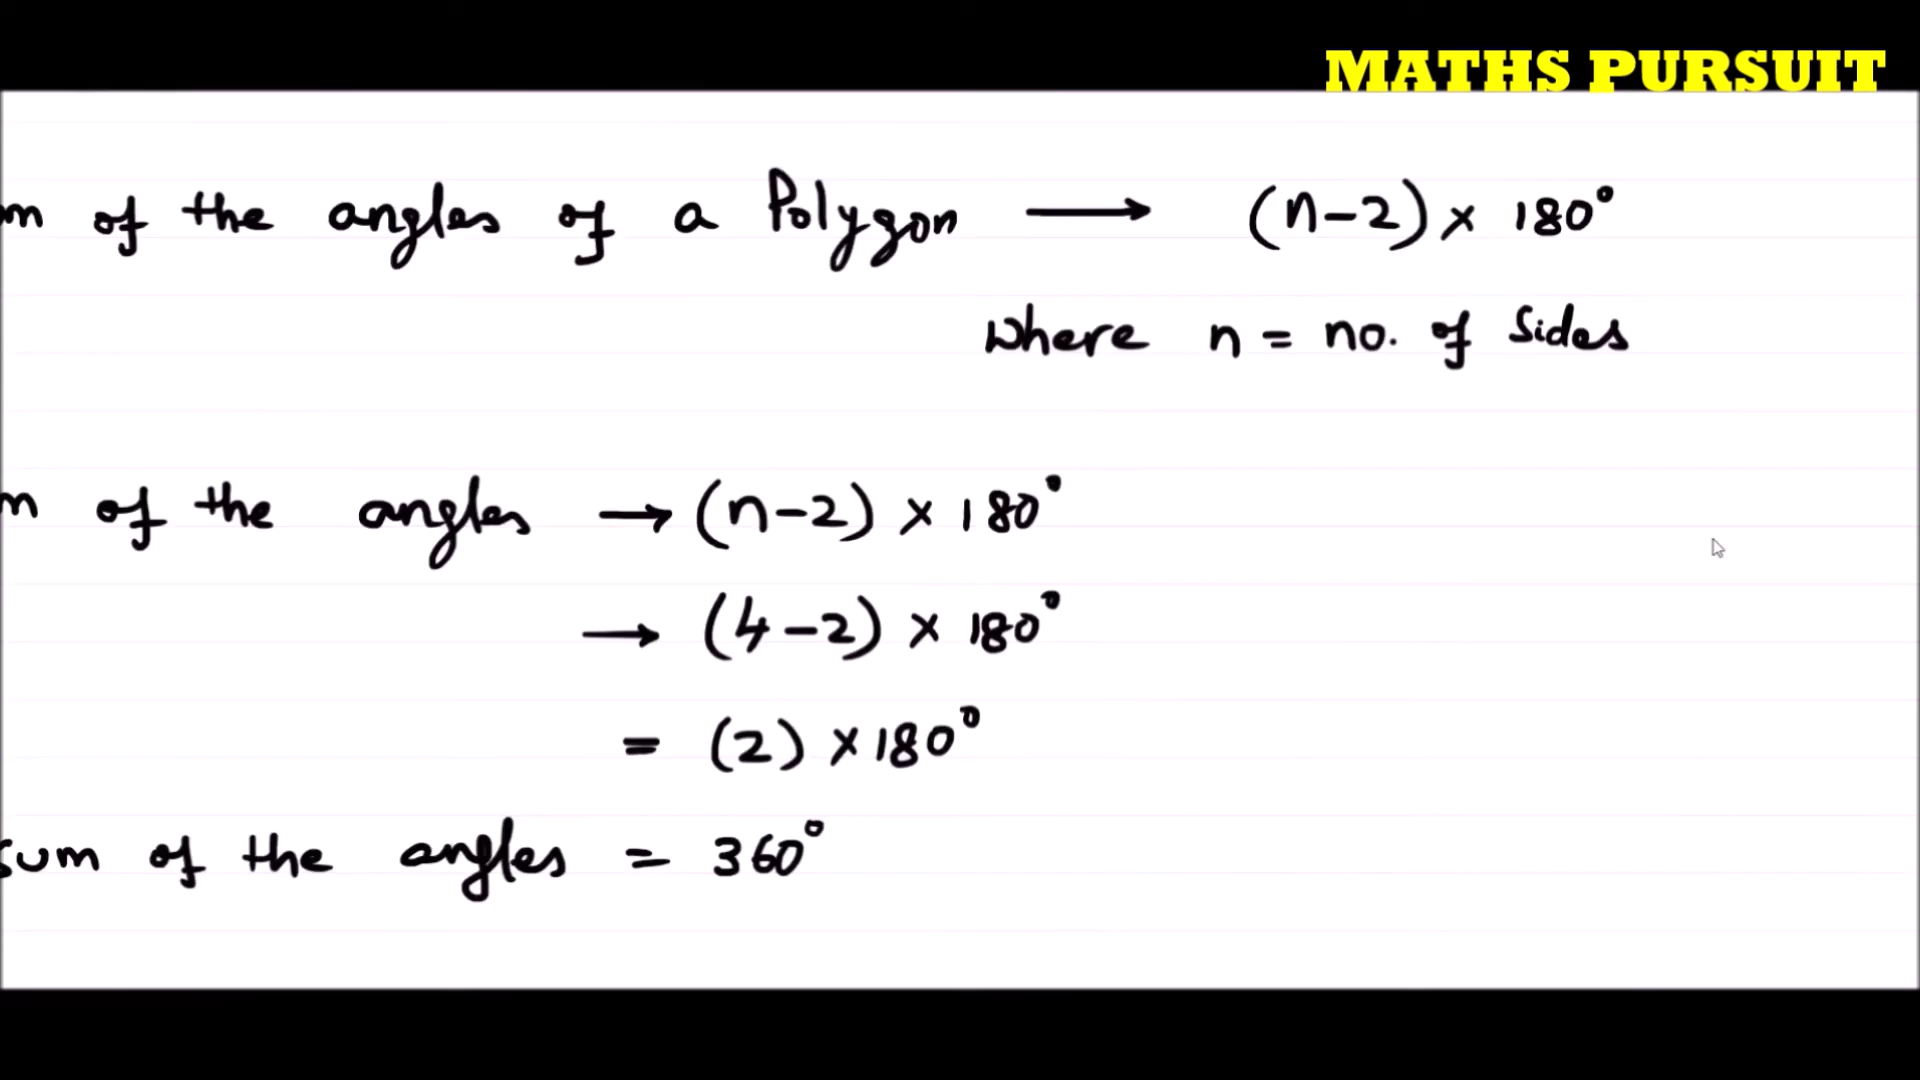 MATHS PURSUIT
m of the angles of a Polygon ⟶ (n-2) × 180°
where n = no. of sides
m of the angles → (n-2) × 180°
→ (4-2) × 180°
= (2) × 180°
sum of the angles = 360°